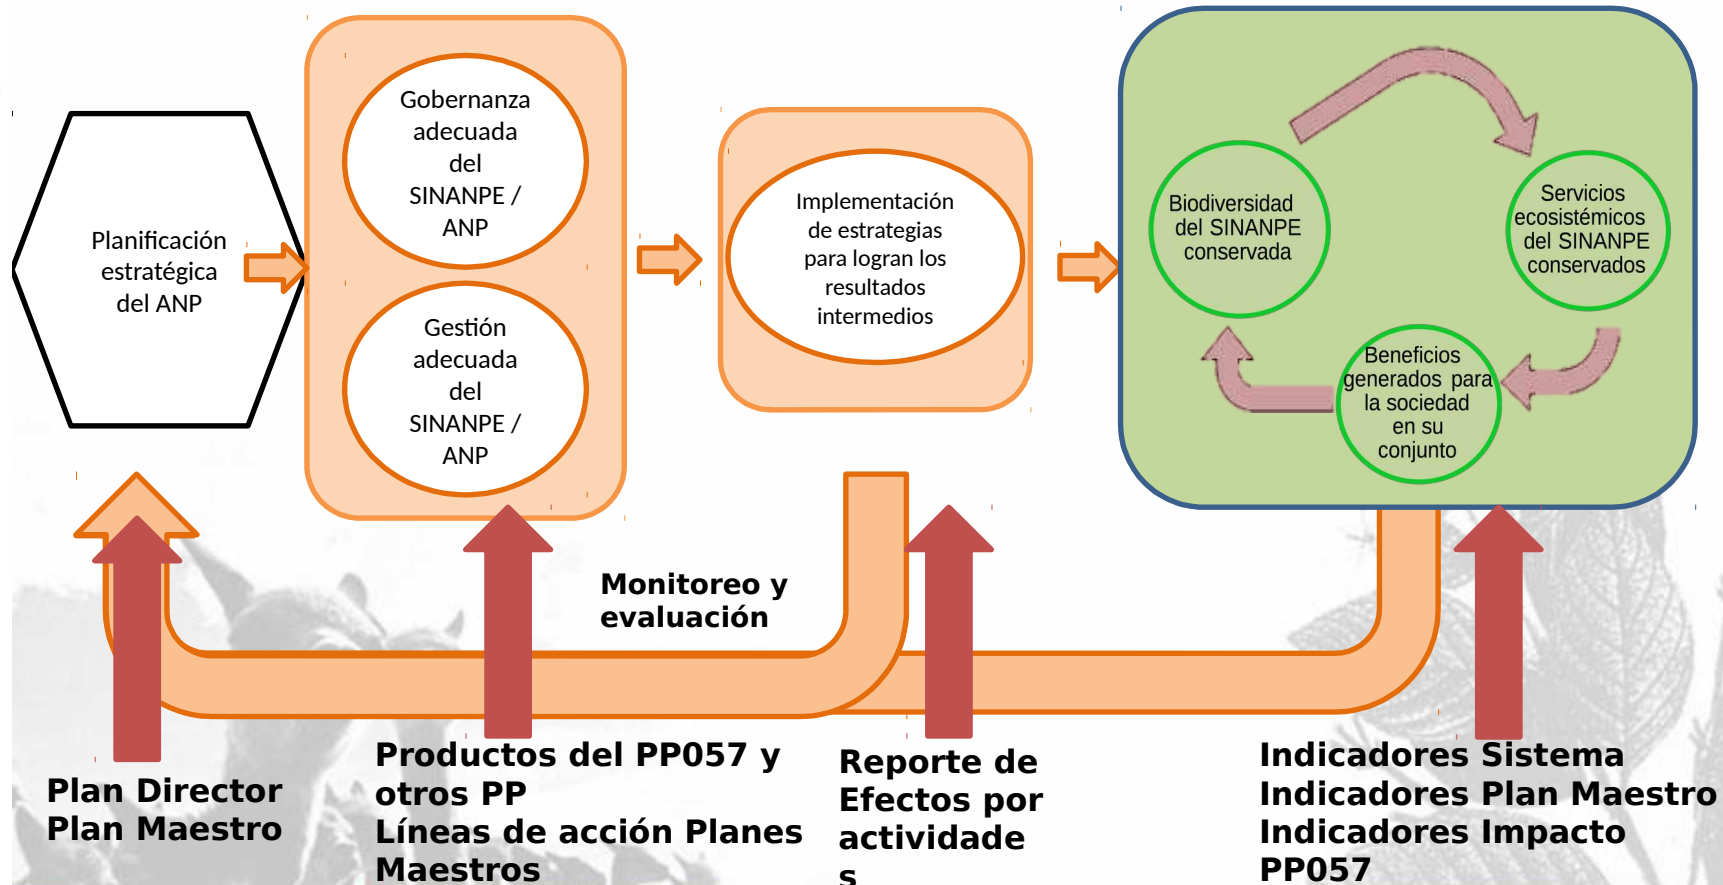 Planificación
estratégica
del ANP
Gobernanza
adecuada
del
SINANPE /
ANP
Gestión
adecuada
del
SINANPE /
ANP
Implementación
de estrategias
para logran los
resultados
intermedios
Biodiversidad
del SINANPE
conservada
Servicios
ecosistémicos
del SINANPE
conservados
Beneficios
generados para
la sociedad
en su
conjunto
Monitoreo y
evaluación
Plan Director
Plan Maestro
Productos del PP057 y
otros PP
Líneas de acción Planes
Maestros
Reporte de
Efectos por
actividade
s
Indicadores Sistema
Indicadores Plan Maestro
Indicadores Impacto
PP057